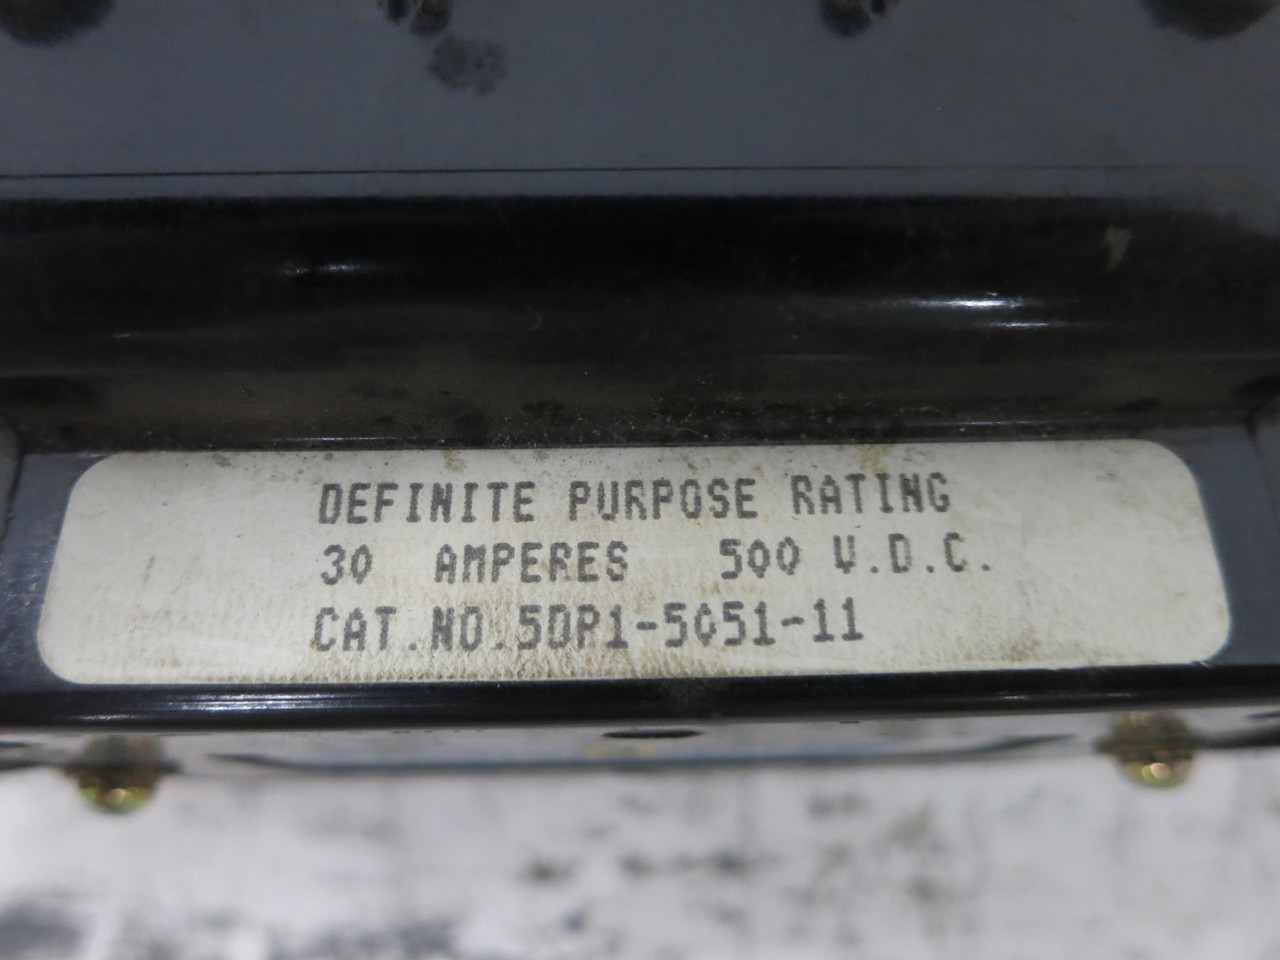 DEFINITE PURPOSE RATING
30 AMPERES 500 V.D.C.
CAT.NO.5DP1-5051-11